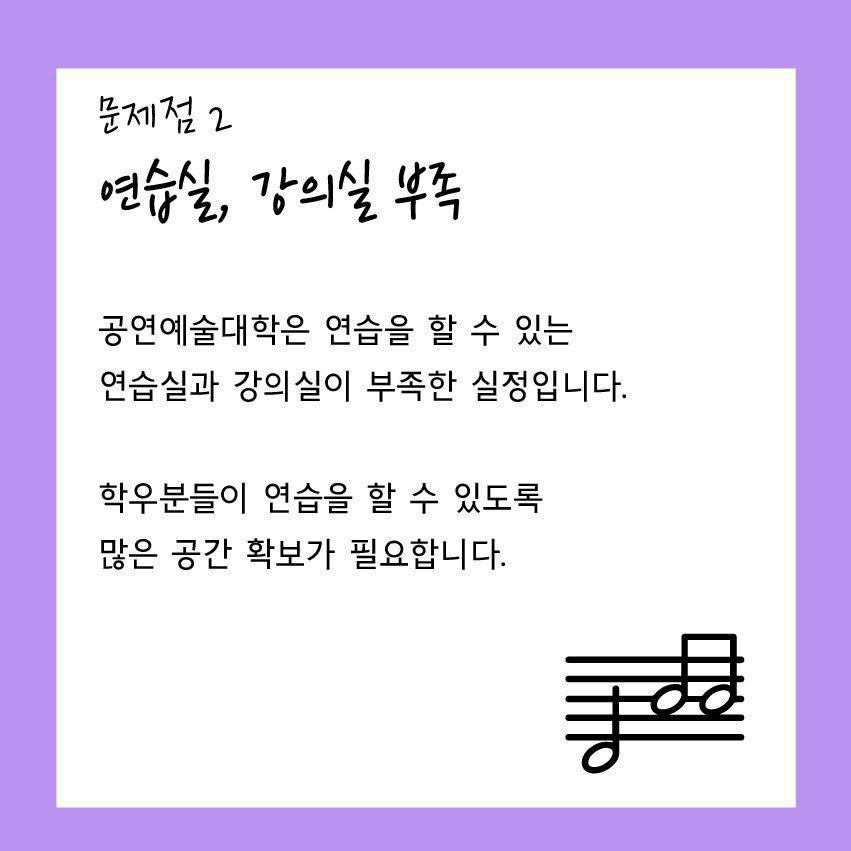 문제점 2
연습실, 강의실 부족
공연예술대학은 연습을 할 수 있는
연습실과 강의실이 부족한 실정입니다.
학우분들이 연습을 할 수 있도록
많은 공간 확보가 필요합니다.